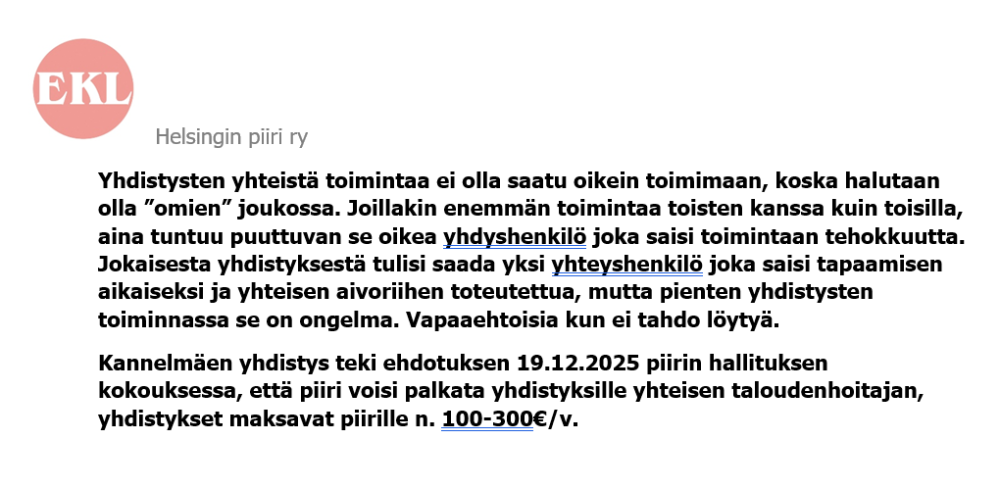 EKL
Helsingin piiri ry
Yhdistysten yhteistä toimintaa ei olla saatu oikein toimimaan, koska halutaan
olla ”omien” joukossa. Joillakin enemmän toimintaa toisten kanssa kuin toisilla,
aina tuntuu puuttuvan se oikea yhdyshenkilö joka saisi toimintaan tehokkuutta.
Jokaisesta yhdistyksestä tulisi saada yksi yhteyshenkilö joka saisi tapaamisen
aikaiseksi ja yhteisen aivoriihen toteutettua, mutta pienten yhdistysten
toiminnassa se on ongelma. Vapaaehtoisia kun ei tahdo löytyä.
Kannelmäen yhdistys teki ehdotuksen 19.12.2025 piirin hallituksen
kokouksessa, että piiri voisi palkata yhdistyksille yhteisen taloudenhoitajan,
yhdistykset maksavat piirille n. 100-300€/v.